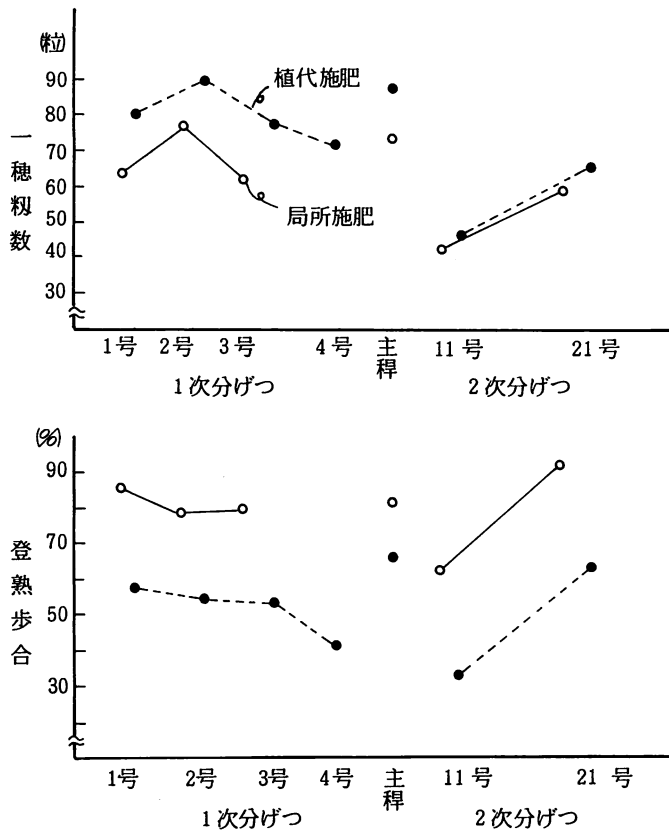 (粒)
90
80
70
60
50
40
30
一穂籾数
植代施肥
局所施肥
1号 2号 3号 4号 主稈 11号 21号
1次分げつ 2次分げつ
(%)
90
70
50
30
登熟歩合
1号 2号 3号 4号 主稈 11号 21号
1次分げつ 2次分げつ